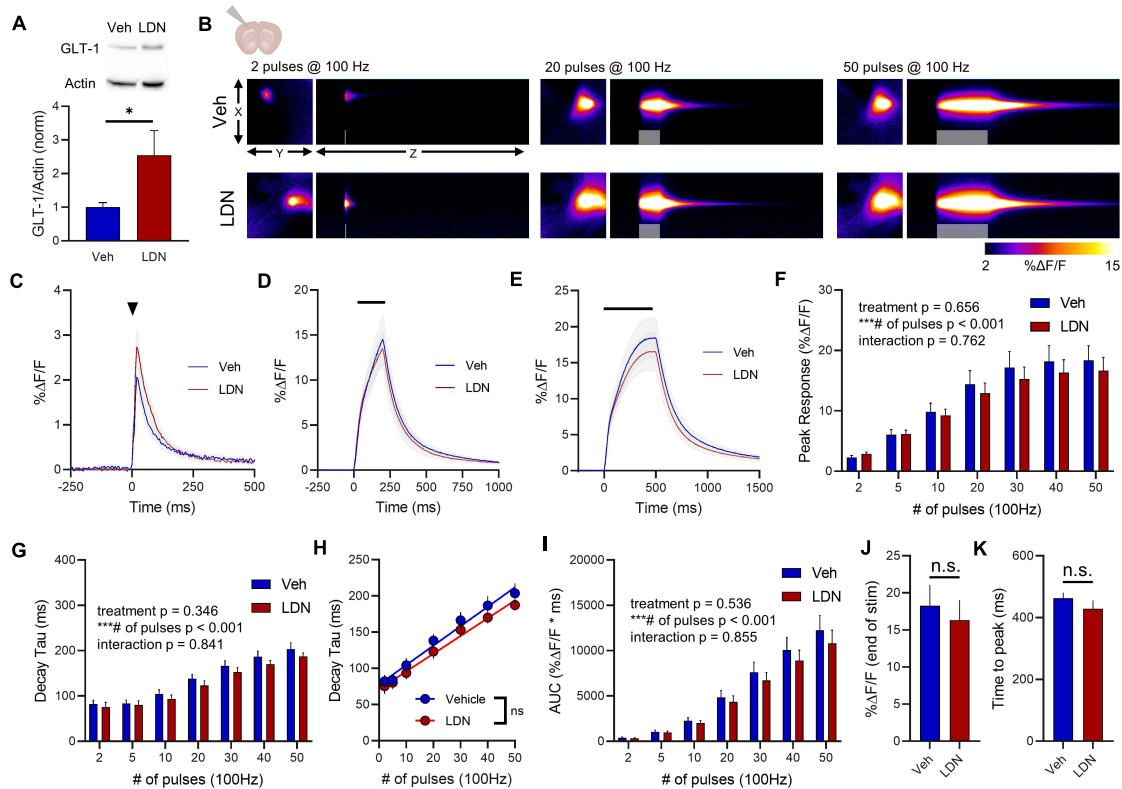 A
Veh LDN
GLT-1
Actin
*
GLT-1/Actin (norm)
4
3
2
1
0
Veh
LDN
B
2 pulses @ 100 Hz
20 pulses @ 100 Hz
50 pulses @ 100 Hz
Veh
X
Y
Z
LDN
2
%ΔF/F
15
C
%ΔF/F
4
3
2
1
0
-250
0
250
500
Time (ms)
Veh
LDN
D
%ΔF/F
20
15
10
5
0
-250
0
250
500
750
1000
Time (ms)
Veh
LDN
E
%ΔF/F
25
20
15
10
5
0
0
500
1000
1500
Time (ms)
Veh
LDN
F
Peak Response (%ΔF/F)
30
20
10
0
treatment p = 0.656
***# of pulses p < 0.001
interaction p = 0.762
Veh
LDN
2
5
10
20
30
40
50
# of pulses (100Hz)
G
Decay Tau (ms)
400
300
200
100
0
treatment p = 0.346
***# of pulses p < 0.001
interaction p = 0.841
Veh
LDN
2
5
10
20
30
40
50
# of pulses (100Hz)
H
Decay Tau (ms)
250
200
150
100
50
0
Vehicle
LDN
ns
0
10
20
30
40
50
# of pulses (100Hz)
I
AUC (%ΔF/F * ms)
20000
15000
10000
5000
0
treatment p = 0.536
***# of pulses p < 0.001
interaction p = 0.855
Veh
LDN
2
5
10
20
30
40
50
# of pulses (100Hz)
J
%ΔF/F (end of stim)
25
20
15
10
5
0
n.s.
Veh
LDN
K
Time to peak (ms)
600
400
200
0
n.s.
Veh
LDN